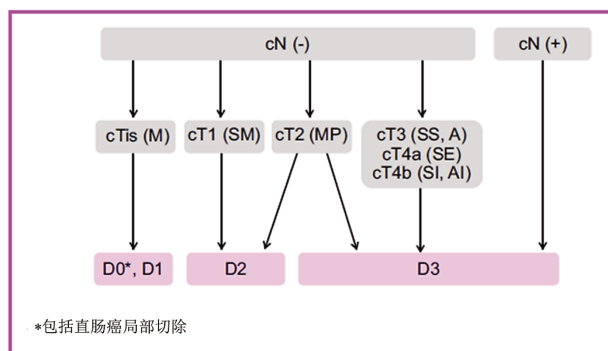 cN (-)
cN (+)
cTis (M)
cT1 (SM)
cT2 (MP)
cT3 (SS, A)
cT4a (SE)
cT4b (SI, AI)
D0*, D1
D2
D3
*包括直肠癌局部切除